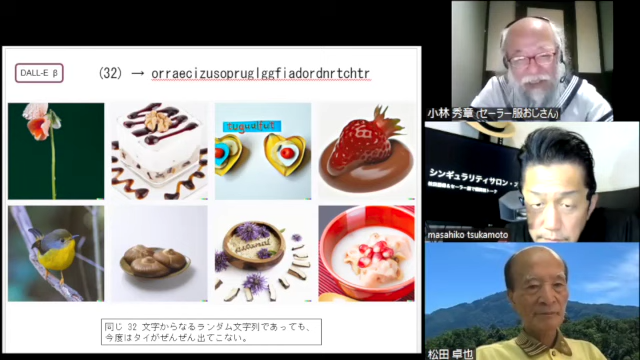 DALL-E β
(32) → orraecizusopruglggfiadordnrtchtr
Tuguulfut
同じ 32 文字からなるランダム文字列であっても、
今度はタイがぜんぜん出てこない。
小林 秀章 (セーラー服おじさん)
シンギュラリティサロン・
masahiko tsukamoto
松田 卓也